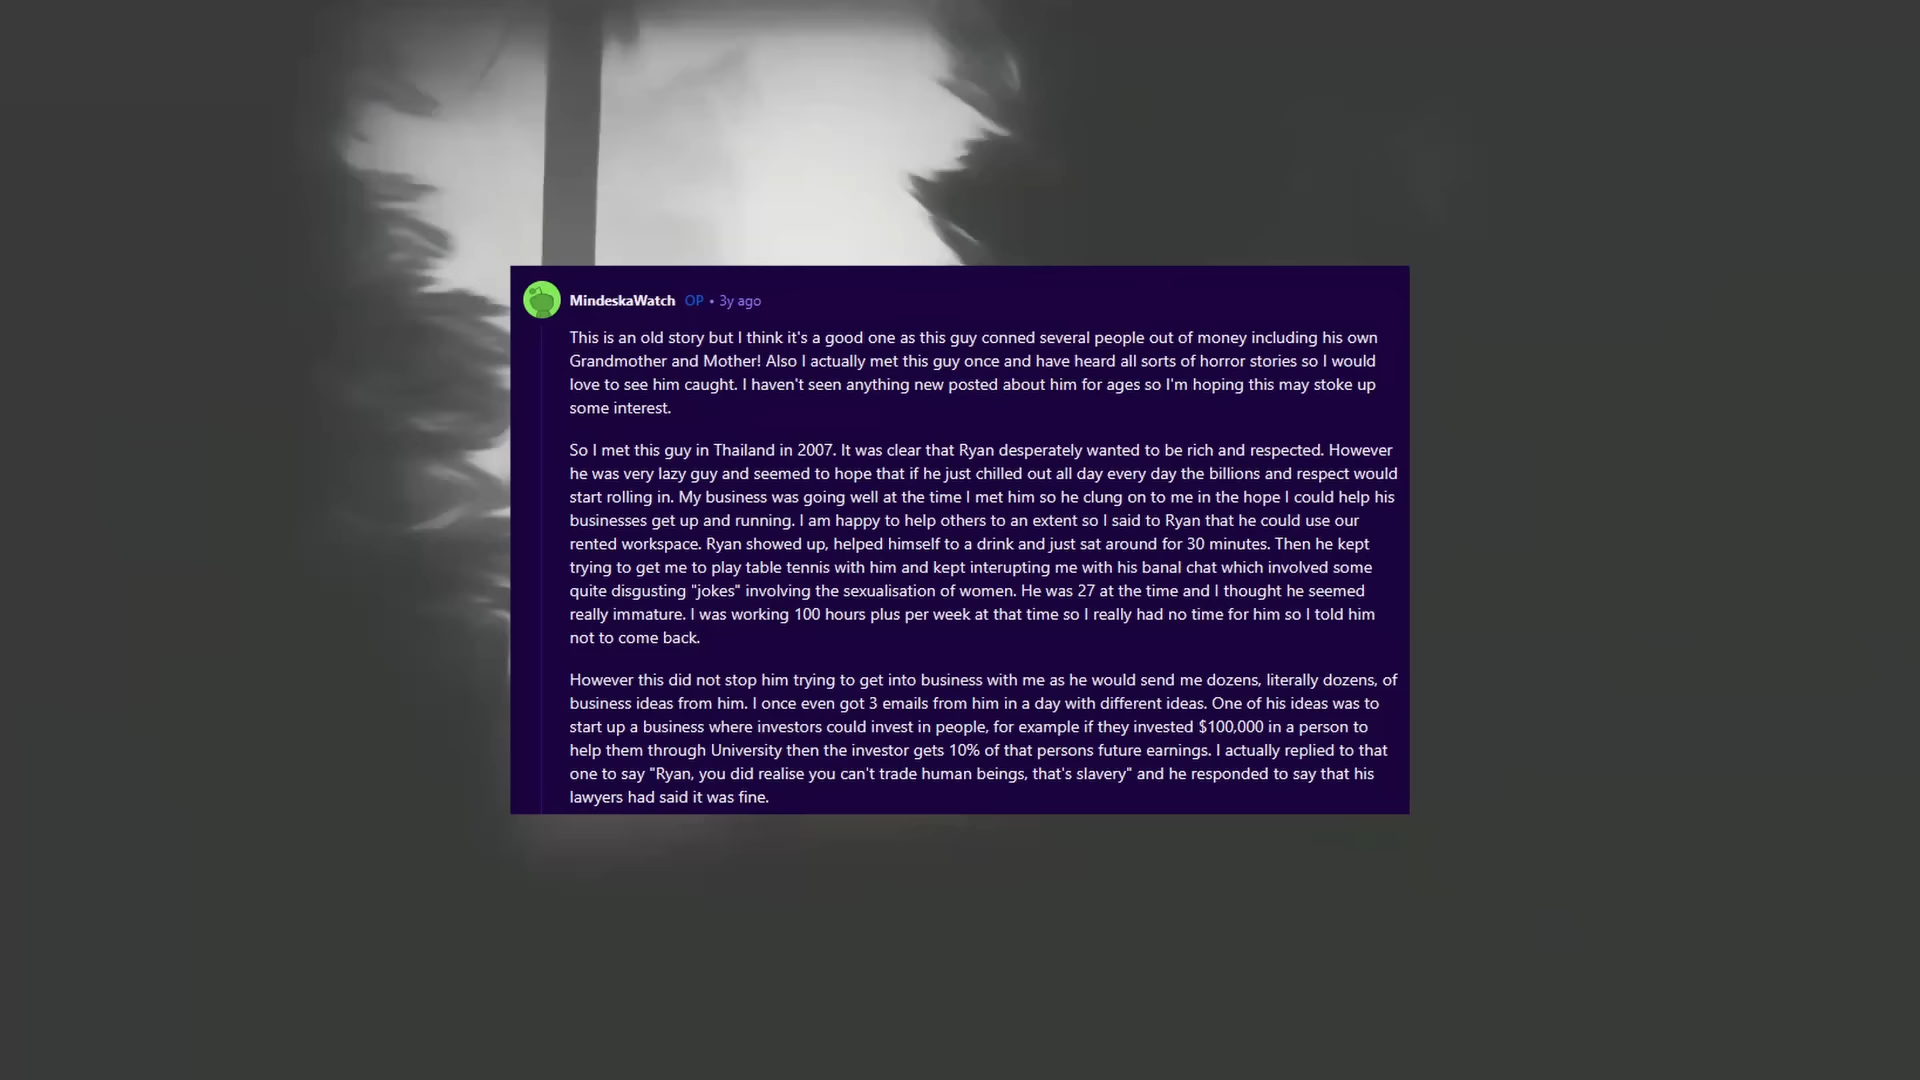 MindeskaWatch OP • 3y ago
This is an old story but I think it's a good one as this guy conned several people out of money including his own
Grandmother and Mother! Also I actually met this guy once and have heard all sorts of horror stories so I would
love to see him caught. I haven't seen anything new posted about him for ages so I'm hoping this may stoke up
some interest.
So I met this guy in Thailand in 2007. It was clear that Ryan desperately wanted to be rich and respected. However
he was very lazy guy and seemed to hope that if he just chilled out all day every day the billions and respect would
start rolling in. My business was going well at the time I met him so he clung on to me in the hope I could help his
businesses get up and running. I am happy to help others to an extent so I said to Ryan that he could use our
rented workspace. Ryan showed up, helped himself to a drink and just sat around for 30 minutes. Then he kept
trying to get me to play table tennis with him and kept interupting me with his banal chat which involved some
quite disgusting "jokes" involving the sexualisation of women. He was 27 at the time and I thought he seemed
really immature. I was working 100 hours plus per week at that time so I really had no time for him so I told him
not to come back.
However this did not stop him trying to get into business with me as he would send me dozens, literally dozens, of
business ideas from him. I once even got 3 emails from him in a day with different ideas. One of his ideas was to
start up a business where investors could invest in people, for example if they invested $100,000 in a person to
help them through University then the investor gets 10% of that persons future earnings. I actually replied to that
one to say "Ryan, you did realise you can't trade human beings, that's slavery" and he responded to say that his
lawyers had said it was fine.